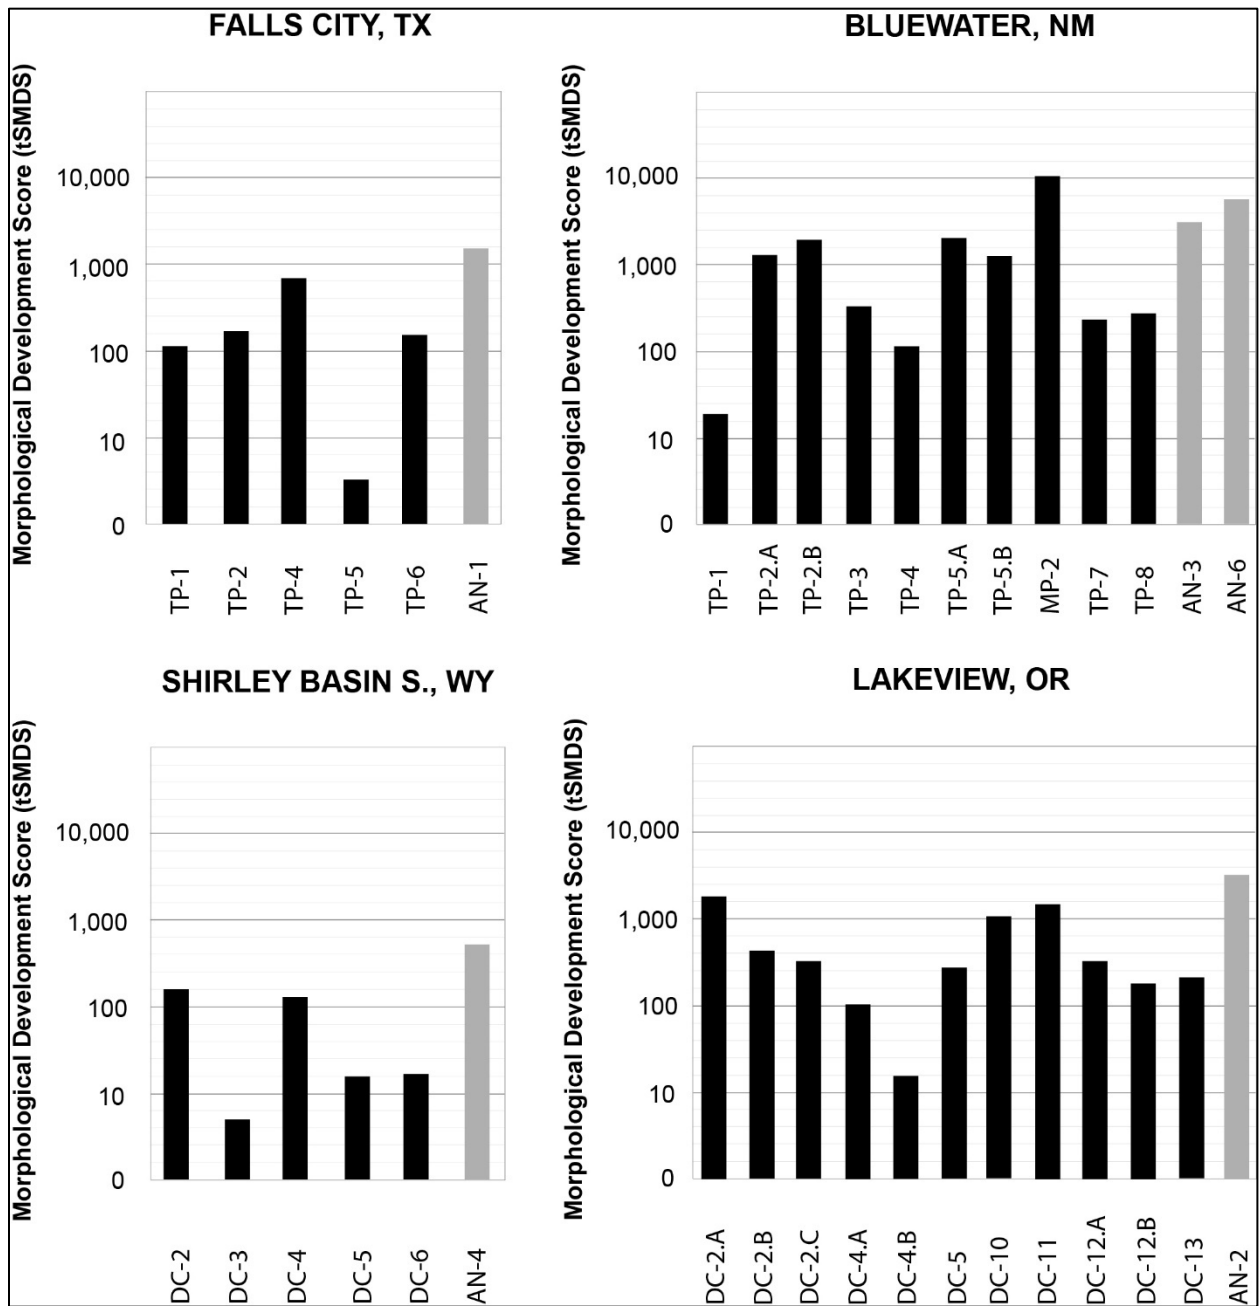 FALLS CITY, TX
Morphological Development Score (tSMDS)
10,000
1,000
100
10
0
TP-1
TP-2
TP-4
TP-5
TP-6
AN-1
BLUEWATER, NM
Morphological Development Score (tSMDS)
10,000
1,000
100
10
0
TP-1
TP-2.A
TP-2.B
TP-3
TP-4
TP-5.A
TP-5.B
MP-2
TP-7
TP-8
AN-3
AN-6
SHIRLEY BASIN S., WY
Morphological Development Score (tSMDS)
10,000
1,000
100
10
0
DC-2
DC-3
DC-4
DC-5
DC-6
AN-4
LAKEVIEW, OR
Morphological Development Score (tSMDS)
10,000
1,000
100
10
0
DC-2.A
DC-2.B
DC-2.C
DC-4.A
DC-4.B
DC-5
DC-10
DC-11
DC-12.A
DC-12.B
DC-13
AN-2